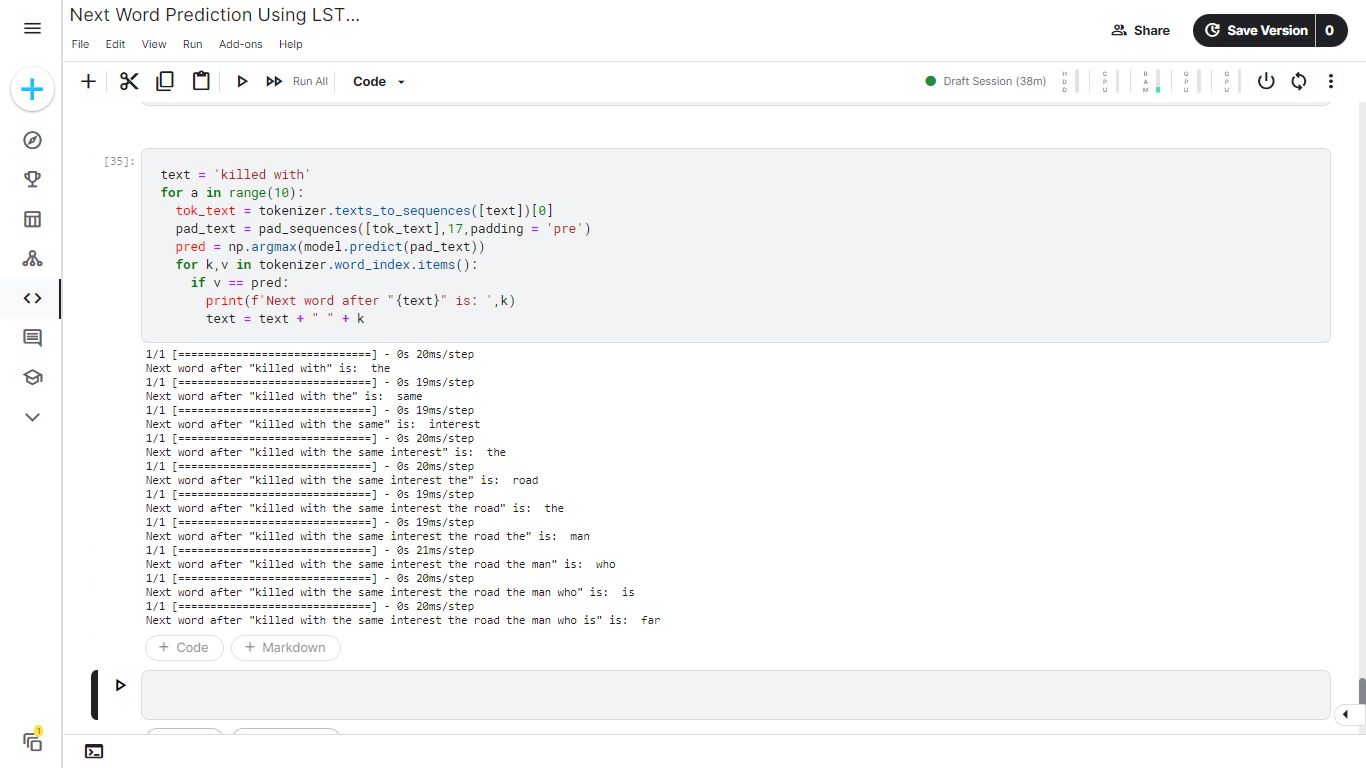 Next Word Prediction Using LST...
File Edit View Run Add-ons Help
Share
Save Version 0
Run All Code
Draft Session (38m)
HDD CPU RAM GPU GPU
[35]:
text = 'killed with'
for a in range(10):
  tok_text = tokenizer.texts_to_sequences([text])[0]
  pad_text = pad_sequences([tok_text],17,padding = 'pre')
  pred = np.argmax(model.predict(pad_text))
  for k,v in tokenizer.word_index.items():
    if v == pred:
      print(f'Next word after "{text}" is: ',k)
      text = text + " " + k
1/1 [==============================] - 0s 20ms/step
Next word after "killed with" is:  the
1/1 [==============================] - 0s 19ms/step
Next word after "killed with the" is:  same
1/1 [==============================] - 0s 19ms/step
Next word after "killed with the same" is:  interest
1/1 [==============================] - 0s 20ms/step
Next word after "killed with the same interest" is:  the
1/1 [==============================] - 0s 20ms/step
Next word after "killed with the same interest the" is:  road
1/1 [==============================] - 0s 19ms/step
Next word after "killed with the same interest the road" is:  the
1/1 [==============================] - 0s 19ms/step
Next word after "killed with the same interest the road the" is:  man
1/1 [==============================] - 0s 21ms/step
Next word after "killed with the same interest the road the man" is:  who
1/1 [==============================] - 0s 20ms/step
Next word after "killed with the same interest the road the man who" is:  is
1/1 [==============================] - 0s 20ms/step
Next word after "killed with the same interest the road the man who is" is:  far
+ Code + Markdown
1